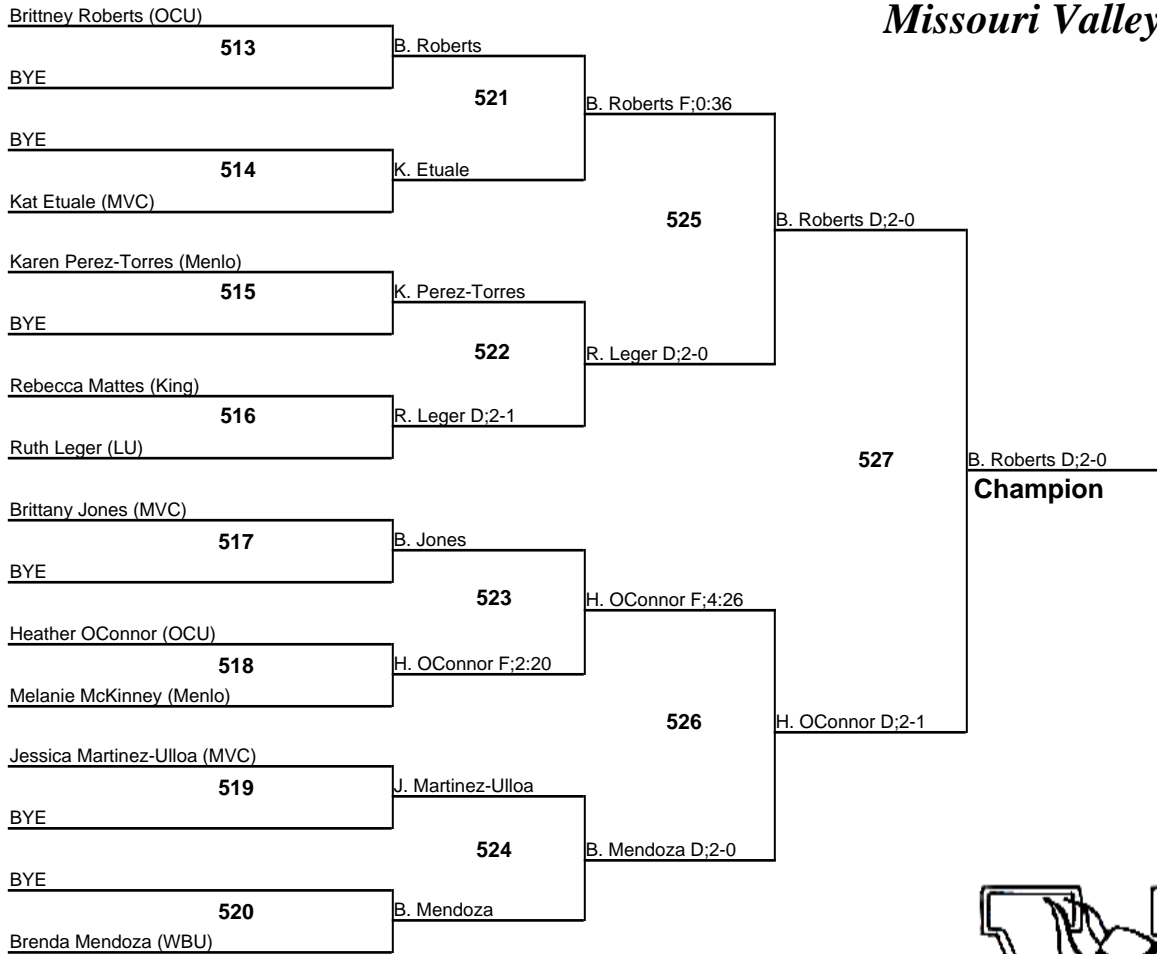 Missouri Valley
Brittney Roberts (OCU)
513
BYE
B. Roberts
521
BYE
514
Kat Etuale (MVC)
K. Etuale
B. Roberts F;0:36
525
Karen Perez-Torres (Menlo)
515
BYE
K. Perez-Torres
522
Rebecca Mattes (King)
516
Ruth Leger (LU)
R. Leger D;2-1
R. Leger D;2-0
B. Roberts D;2-0
527
Brittany Jones (MVC)
517
BYE
B. Jones
523
Heather OConnor (OCU)
518
Melanie McKinney (Menlo)
H. OConnor F;2:20
H. OConnor F;4:26
526
Jessica Martinez-Ulloa (MVC)
519
BYE
J. Martinez-Ulloa
524
BYE
520
Brenda Mendoza (WBU)
B. Mendoza
B. Mendoza D;2-0
H. OConnor D;2-1
B. Roberts D;2-0
Champion